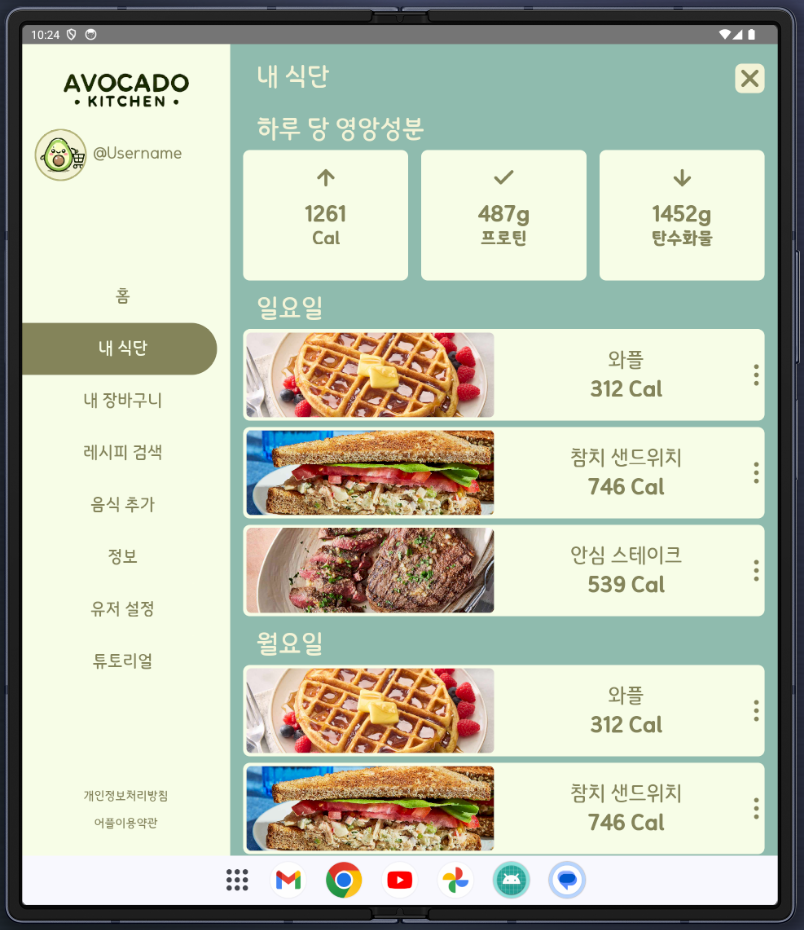 10:24
AVOCADO
• KITCHEN •
@Username
홈
내 식단
내 장바구니
레시피 검색
음식 추가
정보
유저 설정
튜토리얼
개인정보처리방침
어플이용약관
내 식단
하루 당 영앙성분
1261
Cal
487g
프로틴
1452g
탄수화물
일요일
와플
312 Cal
참치 샌드위치
746 Cal
안심 스테이크
539 Cal
월요일
와플
312 Cal
참치 샌드위치
746 Cal